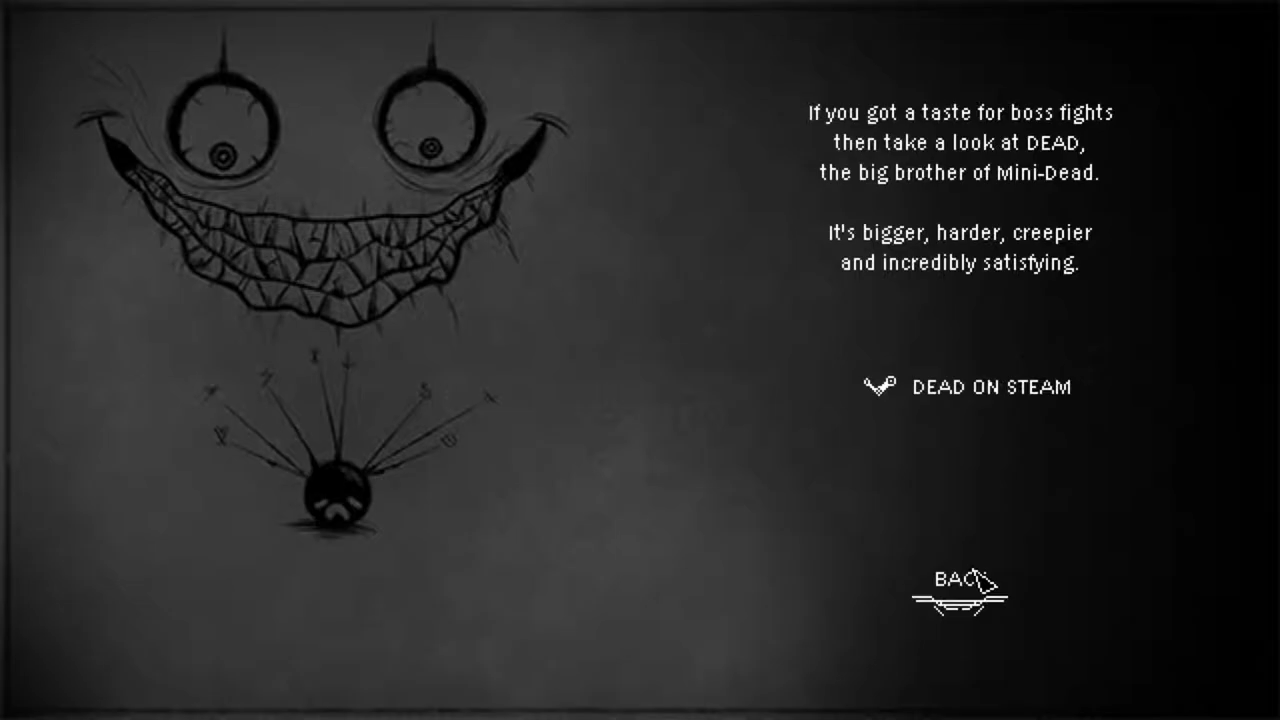 If you got a taste for boss fights
then take a look at DEAD,
the big brother of Mini-Dead.
It's bigger, harder, creepier
and incredibly satisfying.
DEAD ON STEAM
BACK